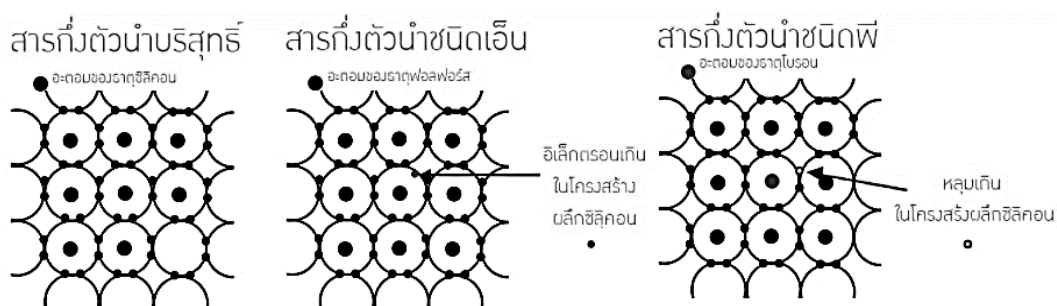 สารกึ่งตัวนำบริสุทธิ์
อะตอมของธาตุซิลิคอน
สารกึ่งตัวนำชนิดเอ็น
อะตอมของธาตุฟอสฟอรัส
อิเล็กตรอนเกิน
ในโครงสร้าง
ผลึกซิลิคอน
สารกึ่งตัวนำชนิดพี
อะตอมของธาตุโบรอน
หลุมเกิน
ในโครงสร้งผลึกซิลิคอน